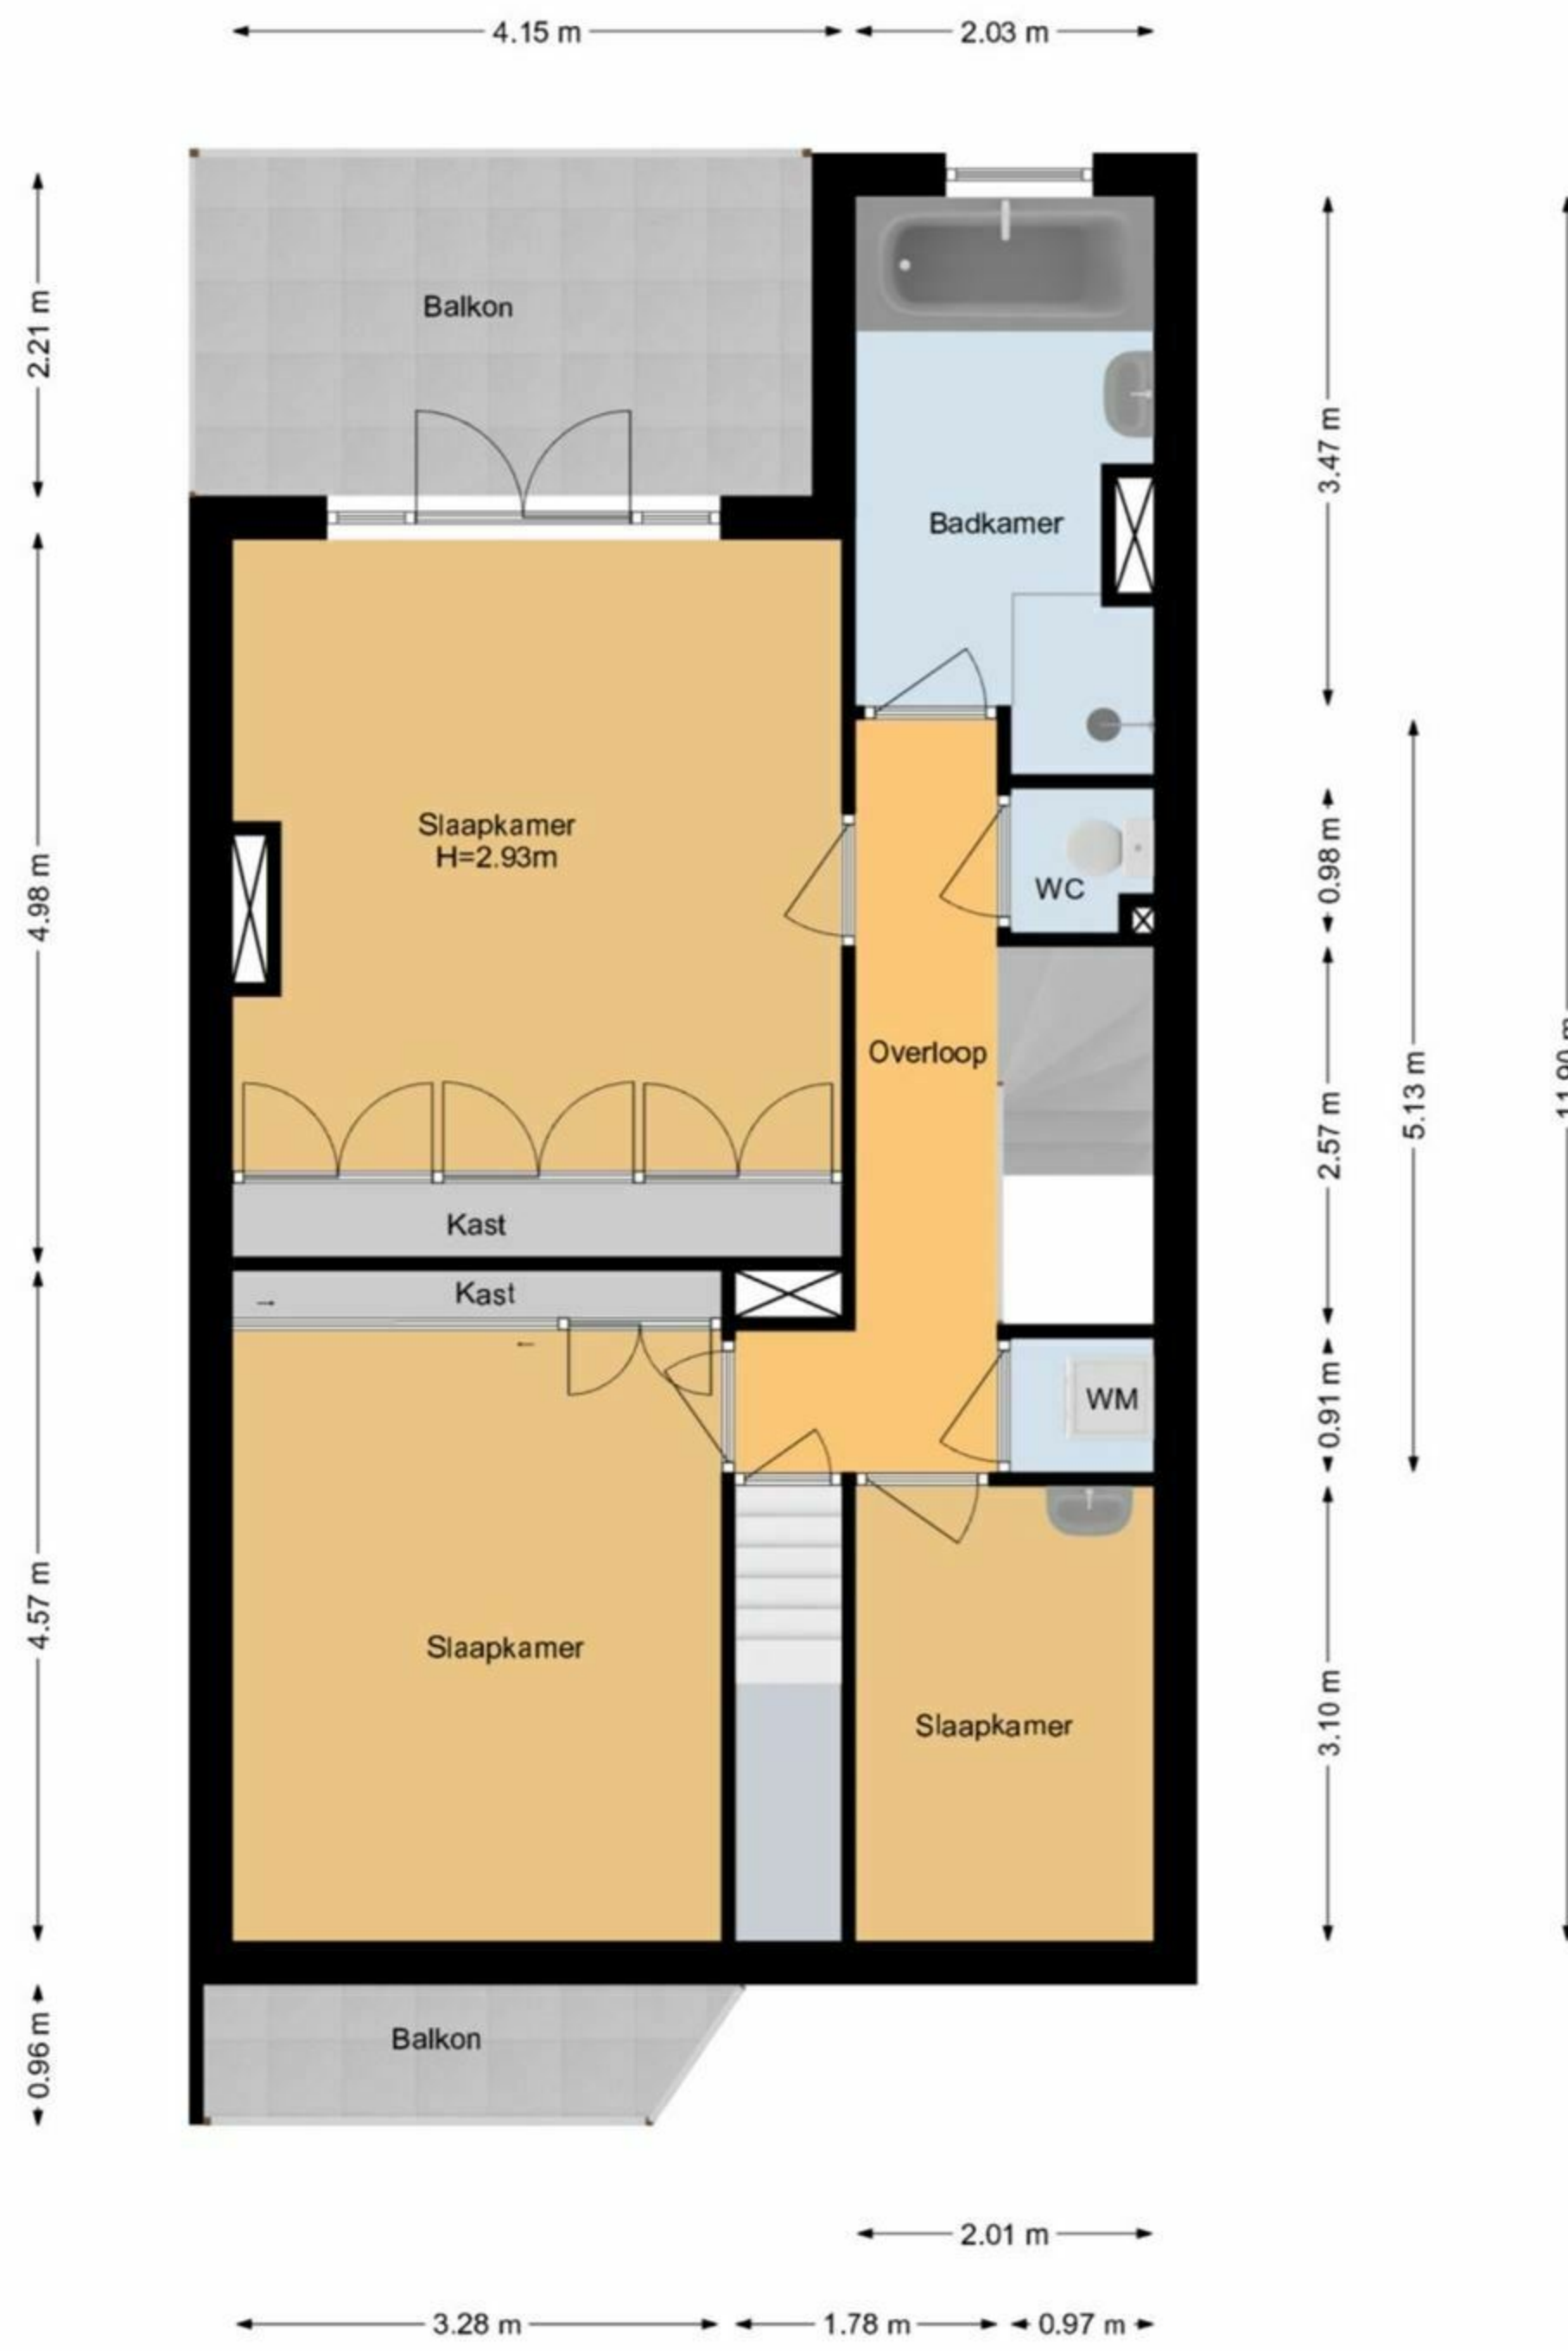 4.15 m
2.03 m
Balkon
2.21 m
3.47 m
Badkamer
Slaapkamer
H=2.93m
4.98 m
WC
0.98 m
Overloop
2.57 m
5.13 m
11.90 m
Kast
Kast
WM
0.91 m
4.57 m
Slaapkamer
Slaapkamer
3.10 m
Balkon
0.96 m
2.01 m
3.28 m
1.78 m
0.97 m